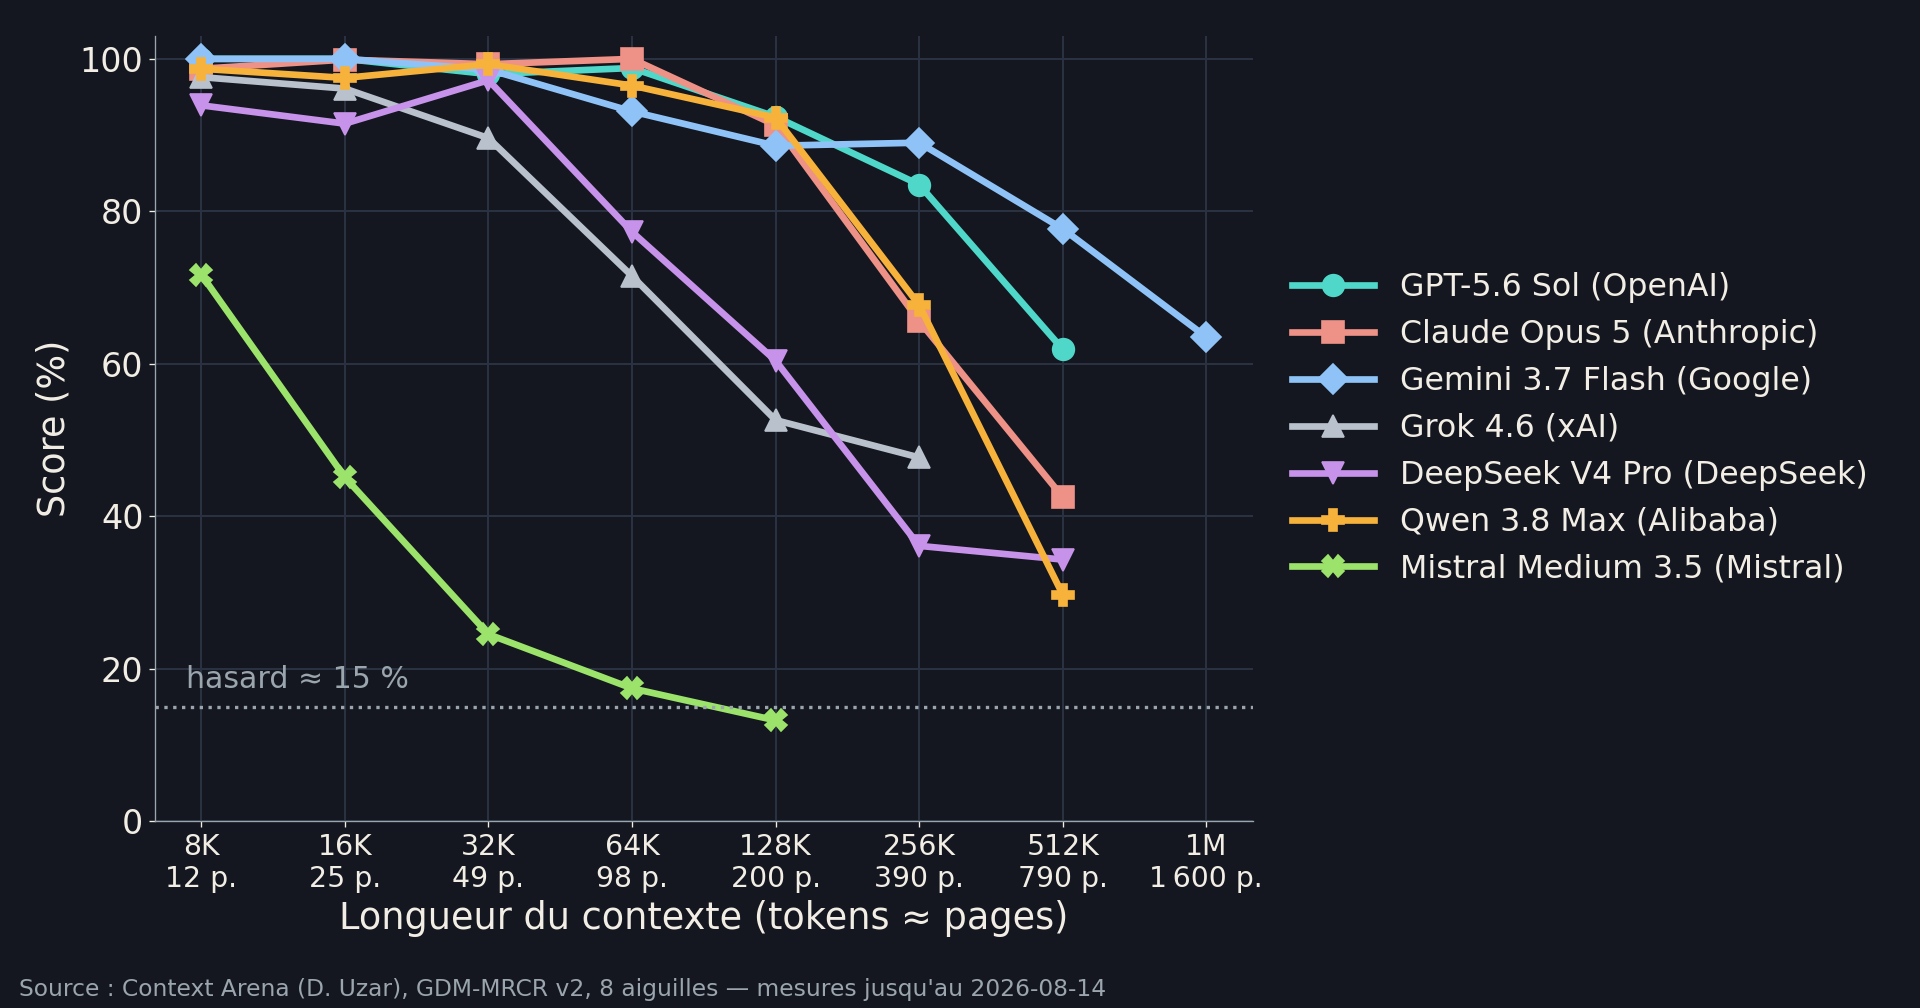 100
80
60
40
20
0
Score (%)
hasard ≈ 15 %
8K 16K 32K 64K 128K 256K 512K 1M
12 p. 25 p. 49 p. 98 p. 200 p. 390 p. 790 p. 1 600 p.
Longueur du contexte (tokens ≈ pages)
GPT-5.6 Sol (OpenAI)
Claude Opus 5 (Anthropic)
Gemini 3.7 Flash (Google)
Grok 4.6 (xAI)
DeepSeek V4 Pro (DeepSeek)
Qwen 3.8 Max (Alibaba)
Mistral Medium 3.5 (Mistral)
Source : Context Arena (D. Uzar), GDM-MRCR v2, 8 aiguilles — mesures jusqu'au 2026-08-14